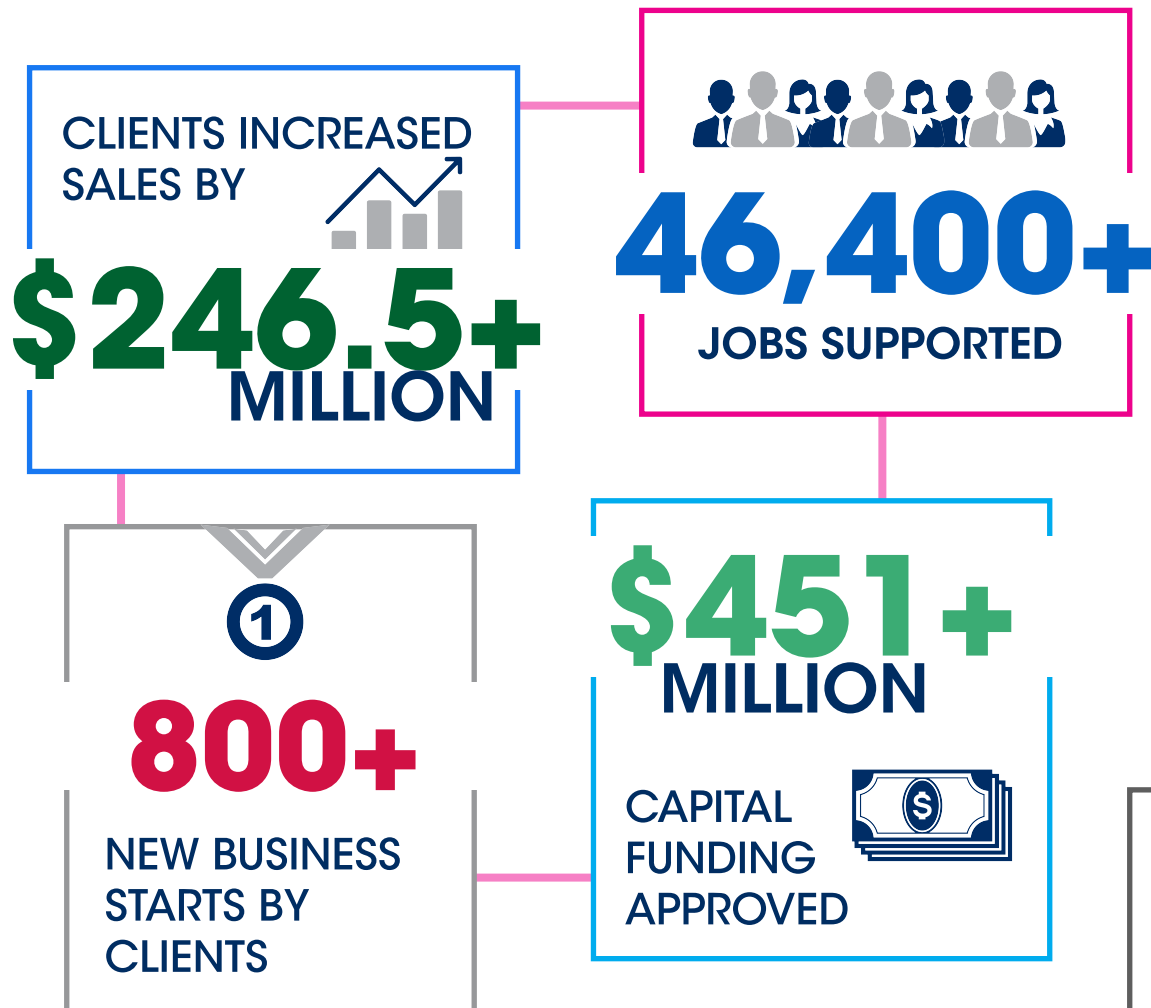 CLIENTS INCREASED
SALES BY
$246.5+
MILLION
46,400+
JOBS SUPPORTED
1
800+
NEW BUSINESS
STARTS BY
CLIENTS
$451+
MILLION
CAPITAL
FUNDING
APPROVED
$